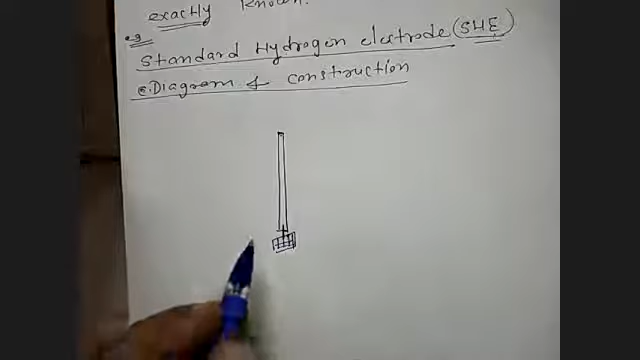 exactly known.
e.g
Standard Hydrogen electrode (SHE)
Diagram & construction